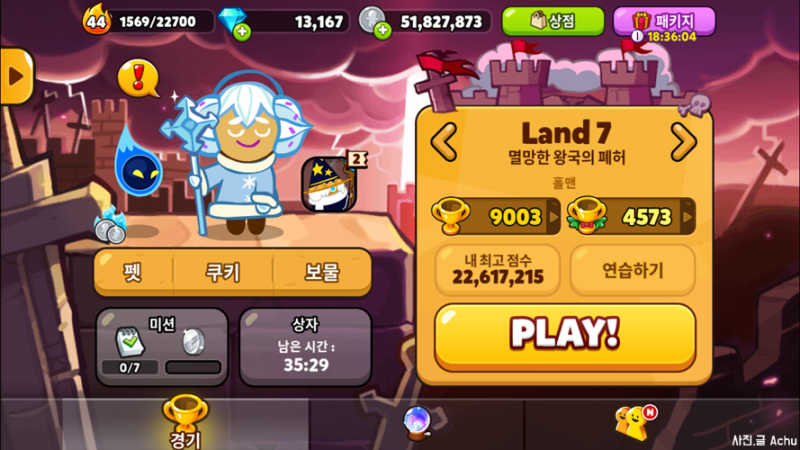 44
1569/22700
13,167
51,827,873
상점
패키지
18:36:04
!
2
Land 7
멸망한 왕국의 폐허
홀맨
9003
4573
내 최고 점수
22,617,215
연습하기
PLAY!
펫
쿠키
보물
미션
0/7
상자
남은 시간 :
35:29
경기
N
사진,글 Achu